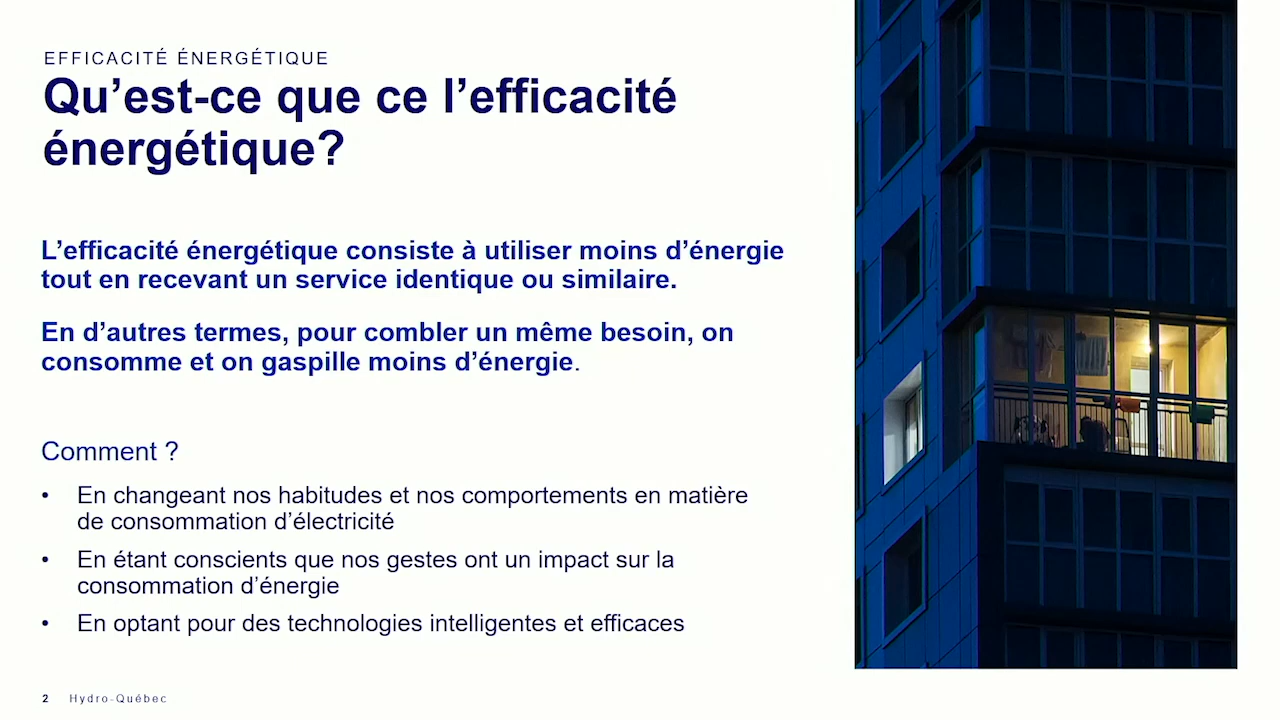 EFFICACITÉ ÉNERGÉTIQUE
Qu’est-ce que ce l’efficacité
énergétique?
L’efficacité énergétique consiste à utiliser moins d’énergie
tout en recevant un service identique ou similaire.
En d’autres termes, pour combler un même besoin, on
consomme et on gaspille moins d’énergie.
Comment ?
• En changeant nos habitudes et nos comportements en matière
de consommation d’électricité
• En étant conscients que nos gestes ont un impact sur la
consommation d’énergie
• En optant pour des technologies intelligentes et efficaces
2 Hydro-Québec